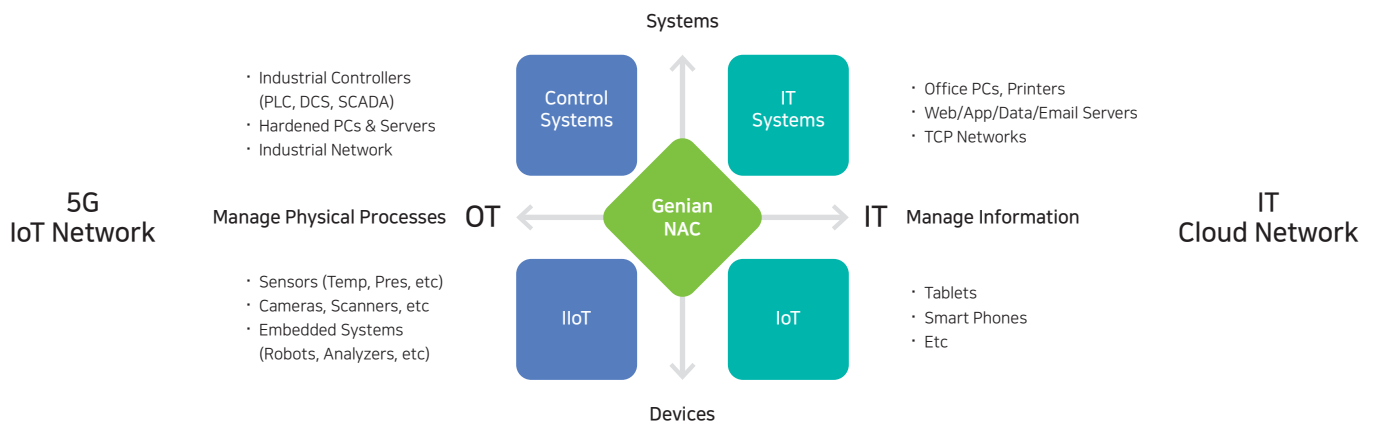 Systems
· Industrial Controllers
(PLC, DCS, SCADA)
· Hardened PCs & Servers
· Industrial Network
Control
Systems
IT
Systems
· Office PCs, Printers
· Web/App/Data/Email Servers
· TCP Networks
5G
IoT Network
Manage Physical Processes
OT
Genian
NAC
IT
Manage Information
IT
Cloud Network
· Sensors (Temp, Pres, etc)
· Cameras, Scanners, etc
· Embedded Systems
(Robots, Analyzers, etc)
IIoT
IoT
· Tablets
· Smart Phones
· Etc
Devices